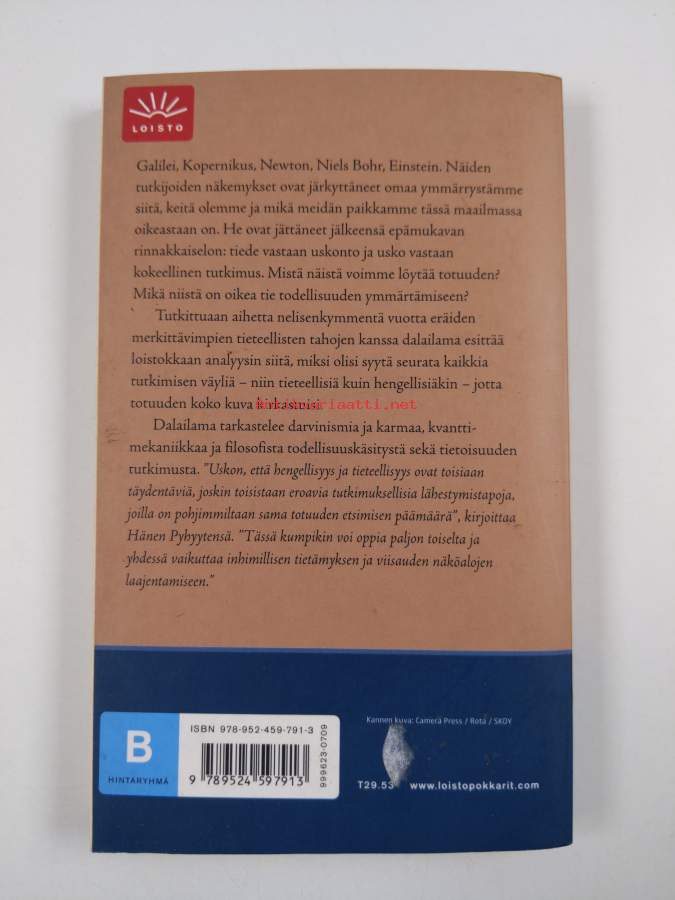 LOISTO
Galilei, Kopernikus, Newton, Niels Bohr, Einstein. Näiden
tutkijoiden näkemykset ovat järkyttäneet omaa ymmärrystämme
siitä, keitä olemme ja mikä meidän paikkamme tässä maailmassa
oikeastaan on. He ovat jättäneet jälkeensä epämukavan
rinnakkaiselon: tiede vastaan uskonto ja usko vastaan
kokeellinen tutkimus. Mistä näistä voimme löytää totuuden?
Mikä niistä on oikea tie todellisuuden ymmärtämiseen?
Tutkittuaan aihetta nelisenkymmentä vuotta eräiden
merkittävimpien tieteellisten tahojen kanssa dalailama esittää
loistokkaan analyysin siitä, miksi olisi syytä seurata kaikkia
tutkimisen väyliä – niin tieteellisiä kuin hengellisiäkin – jotta
totuuden koko kuva kirkastuisi.
antikvariaatti.net
Dalailama tarkastelee darvinismia ja karmaa, kvantti-
mekaniikkaa ja filosofista todellisuuskäsitystä sekä tietoisuuden
tutkimusta. "Uskon, että hengellisyys ja tieteellisyys ovat toisiaan
täydentäviä, joskin toisistaan eroavia tutkimuksellisia lähestymistapoja,
joilla on pohjimmiltaan sama totuuden etsimisen päämäärä", kirjoittaa
Hänen Pyhyytensä. "Tässä kumpikin voi oppia paljon toiselta ja
yhdessä vaikuttaa inhimillisen tietämyksen ja viisauden näköalojen
laajentamiseen."
B
HINTARYHMÄ
ISBN 978-952-459-791-3
9 789524 597913
999623-0709
Kannen kuva: Camera Press / Rota / SKOY
T29.53
www.loistopokkarit.com